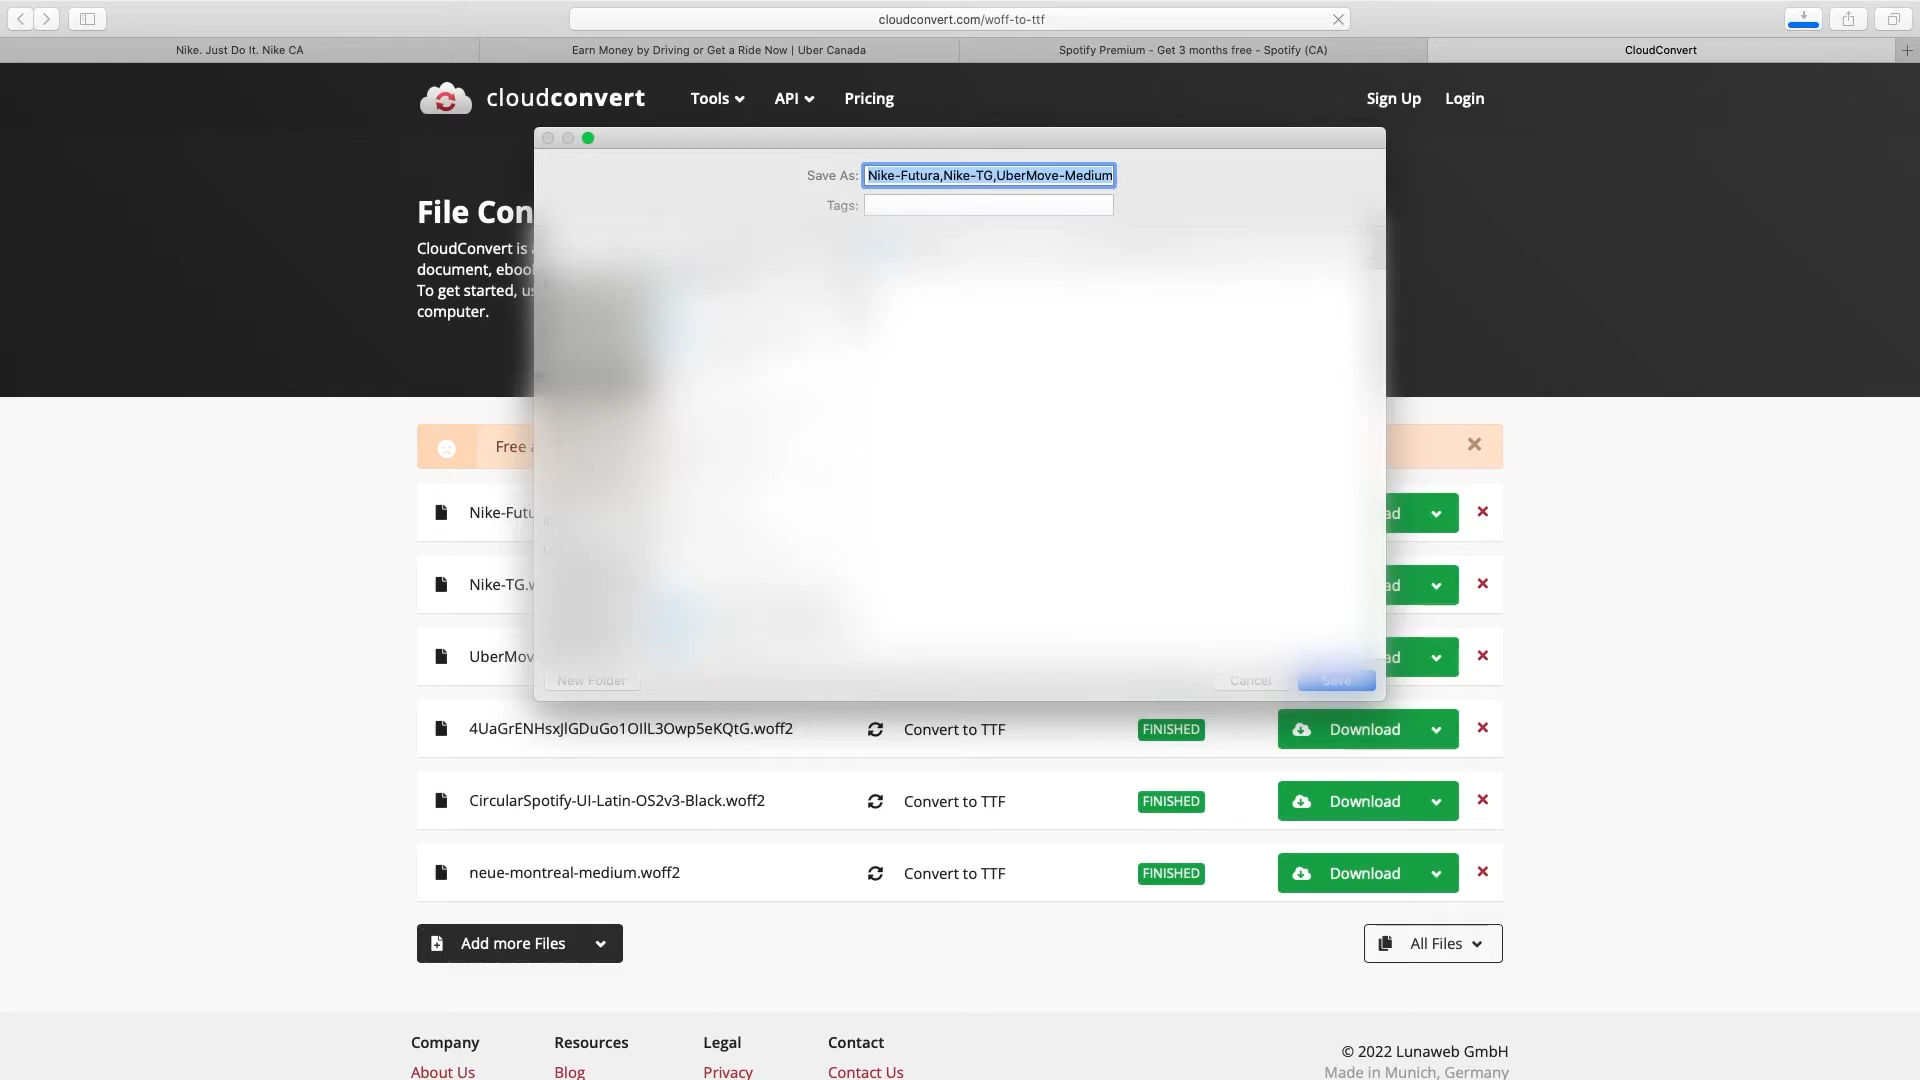 cloudconvert.com/woff-to-ttf
Nike. Just Do It. Nike CA
Earn Money by Driving or Get a Ride Now | Uber Canada
Spotify Premium - Get 3 months free - Spotify (CA)
CloudConvert
cloudconvert
Tools
API
Pricing
Sign Up
Login
Save As:
Nike-Futura,Nike-TG,UberMove-Medium
Tags:
File Con
CloudConvert is
document, eboo
To get started, us
computer.
Free
Nike-Futu
ad
Nike-TG.w
ad
UberMov
ad
New Folder
Cancel
Save
4UaGrENHsxJlGDuGo1OIlL3Owp5eKQtG.woff2
Convert to TTF
FINISHED
Download
CircularSpotify-UI-Latin-OS2v3-Black.woff2
Convert to TTF
FINISHED
Download
neue-montreal-medium.woff2
Convert to TTF
FINISHED
Download
Add more Files
All Files
Company
Resources
Legal
Contact
© 2022 Lunaweb GmbH
About Us
Blog
Privacy
Contact Us
Made in Munich, Germany